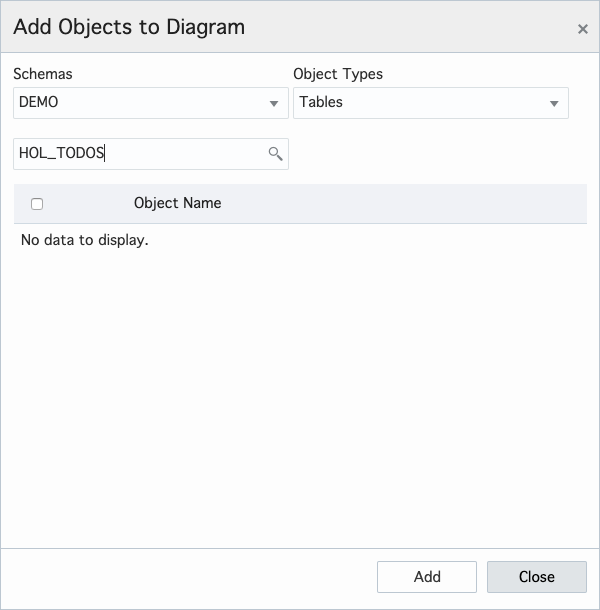 Add Objects to Diagram
×
Schemas
Object Types
DEMO
Tables
HOL_TODOS
Object Name
No data to display.
Add
Close